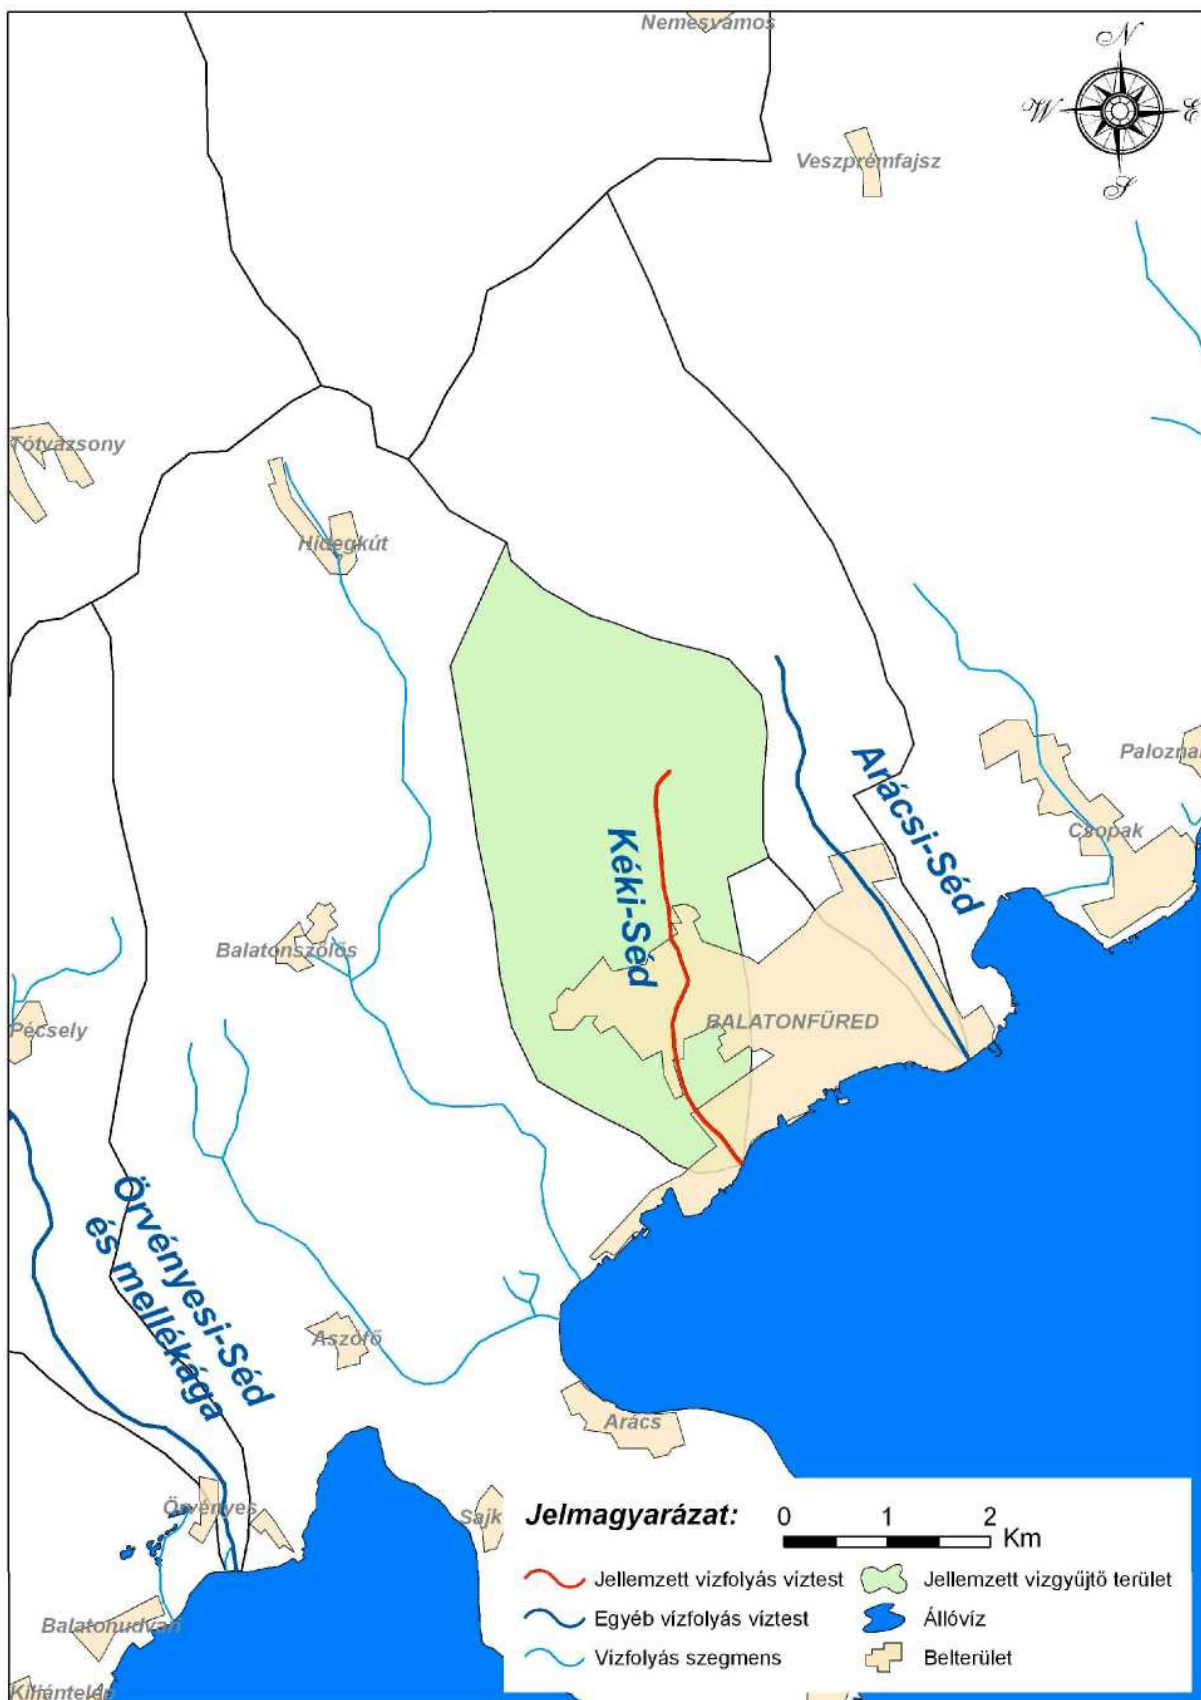 Nemesvámos
N
W
E
S
Veszprémfajsz
Tótvázsony
Hidegkút
Paloznak
Arácsi-Séd
Csopak
Kéki-Séd
Balatonszőlős
BALATONFÜRED
Pécsely
Örvényesi-Séd
és mellékága
Aszófő
Arács
Örvényes
Sajk
Balatonudvari
Kiliántelep
Jelmagyarázat:
0 1 2
Km
Jellemzett vízfolyás víztest
Jellemzett vízgyűjtő terület
Egyéb vízfolyás víztest
Állóvíz
Vízfolyás szegmens
Belterület